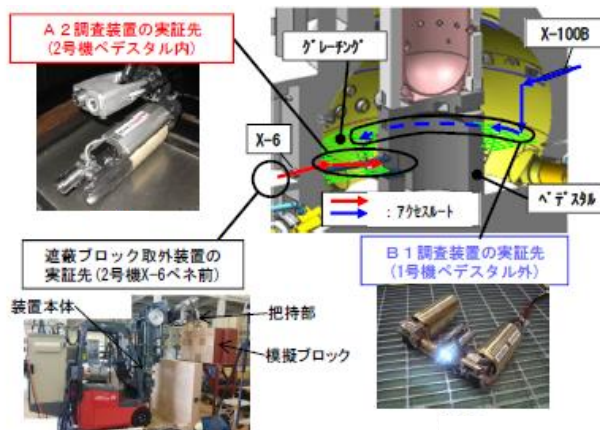 A2調査装置の実証先
(2号機ペデスタル内)
グレーチング
X-100B
X-6
ペデスタル
:アクセスルート
遮蔽ブロック取外装置の
実証先(2号機X-6ペネ前)
B1調査装置の実証先
(1号機ペデスタル外)
装置本体
把持部
模擬ブロック